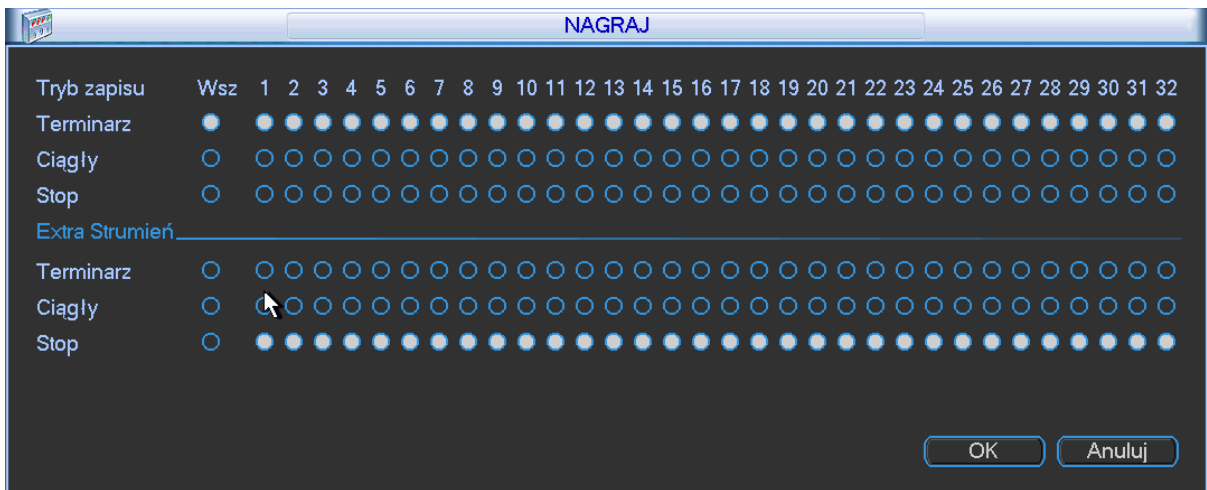 NAGRAJ
Tryb zapisu Wsz 1 2 3 4 5 6 7 8 9 10 11 12 13 14 15 16 17 18 19 20 21 22 23 24 25 26 27 28 29 30 31 32
Terminarz
Ciągły
Stop
Extra Strumień
Terminarz
Ciągły
Stop
OK Anuluj